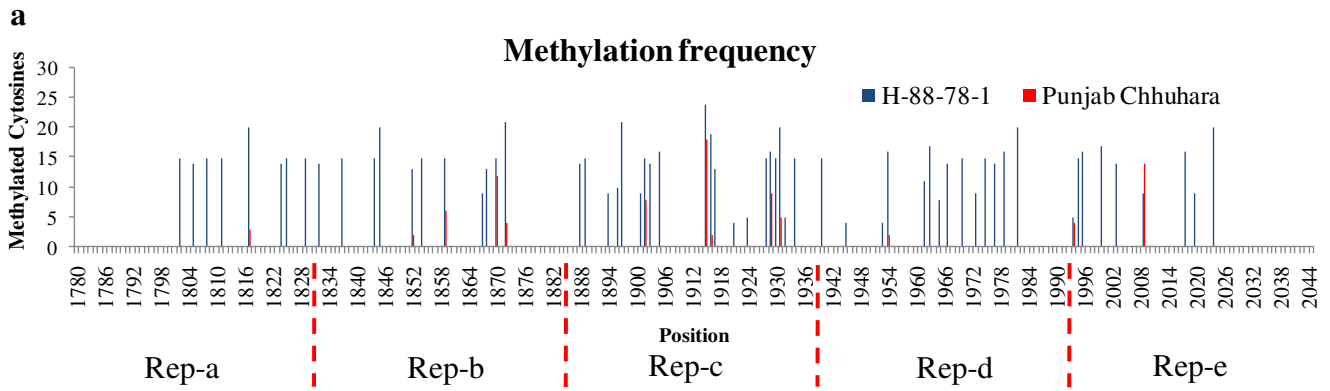 a
Methylation frequency
Methylated Cytosines
30
25
20
15
10
5
0
H-88-78-1
Punjab Chhuhara
1780 1786 1792 1798 1804 1810 1816 1822 1828 1834 1840 1846 1852 1858 1864 1870 1876 1882 1888 1894 1900 1906 1912 1918 1924 1930 1936 1942 1948 1954 1960 1966 1972 1978 1984 1990 1996 2002 2008 2014 2020 2026 2032 2038 2044
Position
Rep-a Rep-b Rep-c Rep-d Rep-e